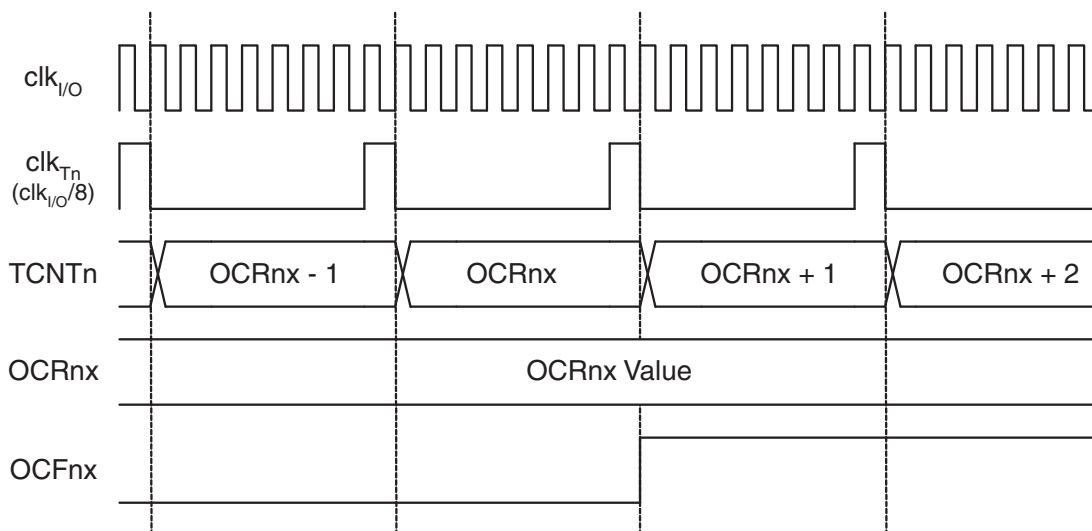 clkI/O
clkTn
(clkI/O/8)
TCNTn
OCRnx - 1
OCRnx
OCRnx + 1
OCRnx + 2
OCRnx
OCRnx Value
OCFnx